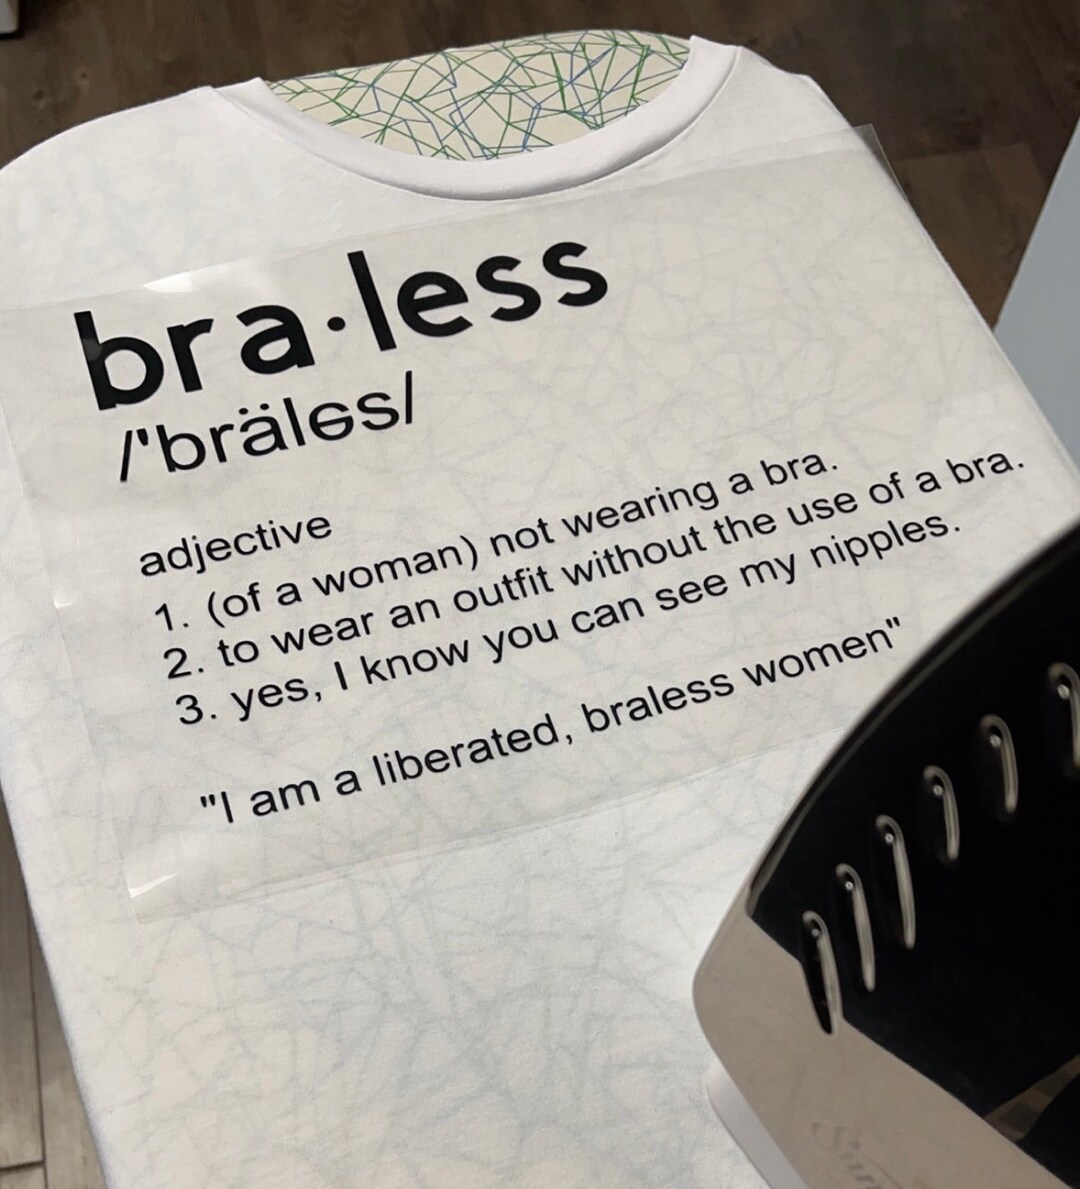 bra·less
/'brälɘs/
adjective
1. (of a woman) not wearing a bra.
2. to wear an outfit without the use of a bra.
3. yes, I know you can see my nipples.
"I am a liberated, braless women"